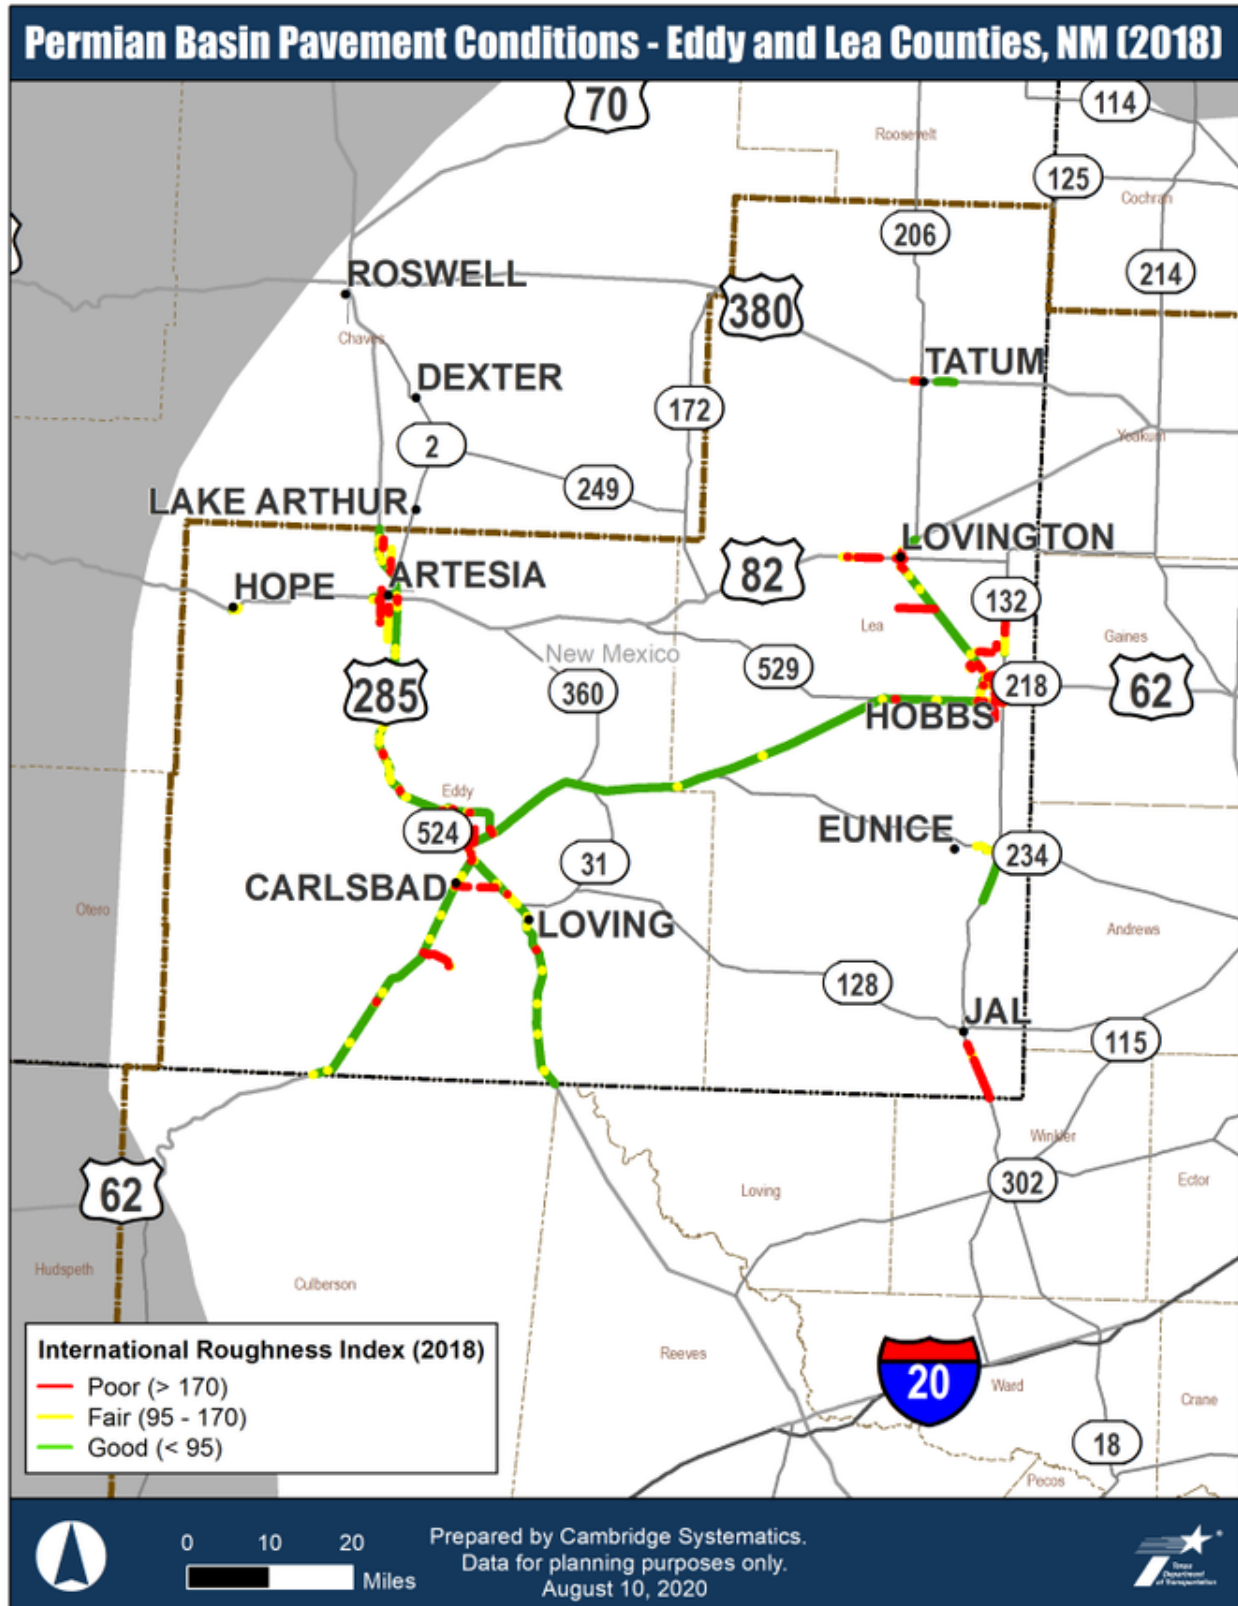 Permian Basin Pavement Conditions - Eddy and Lea Counties, NM (2018)
70
114
Roosevelt
125
Cochran
206
214
ROSWELL
380
Chaves
TATUM
DEXTER
172
2
Yoakum
249
LAKE ARTHUR
LOVINGTON
82
HOPE
ARTESIA
132
Lea
Gaines
New Mexico
529
285
360
218
62
HOBBS
Eddy
524
EUNICE
31
234
CARLSBAD
Otero
LOVING
Andrews
128
JAL
115
Winkler
62
302
Loving
Ector
Hudspeth
Culberson
International Roughness Index (2018)
Poor (> 170)
Fair (95 - 170)
Good (< 95)
Reeves
20
Ward
Crane
18
Pecos
0 10 20
Miles
Prepared by Cambridge Systematics.
Data for planning purposes only.
August 10, 2020
Texas
Department
of Transportation